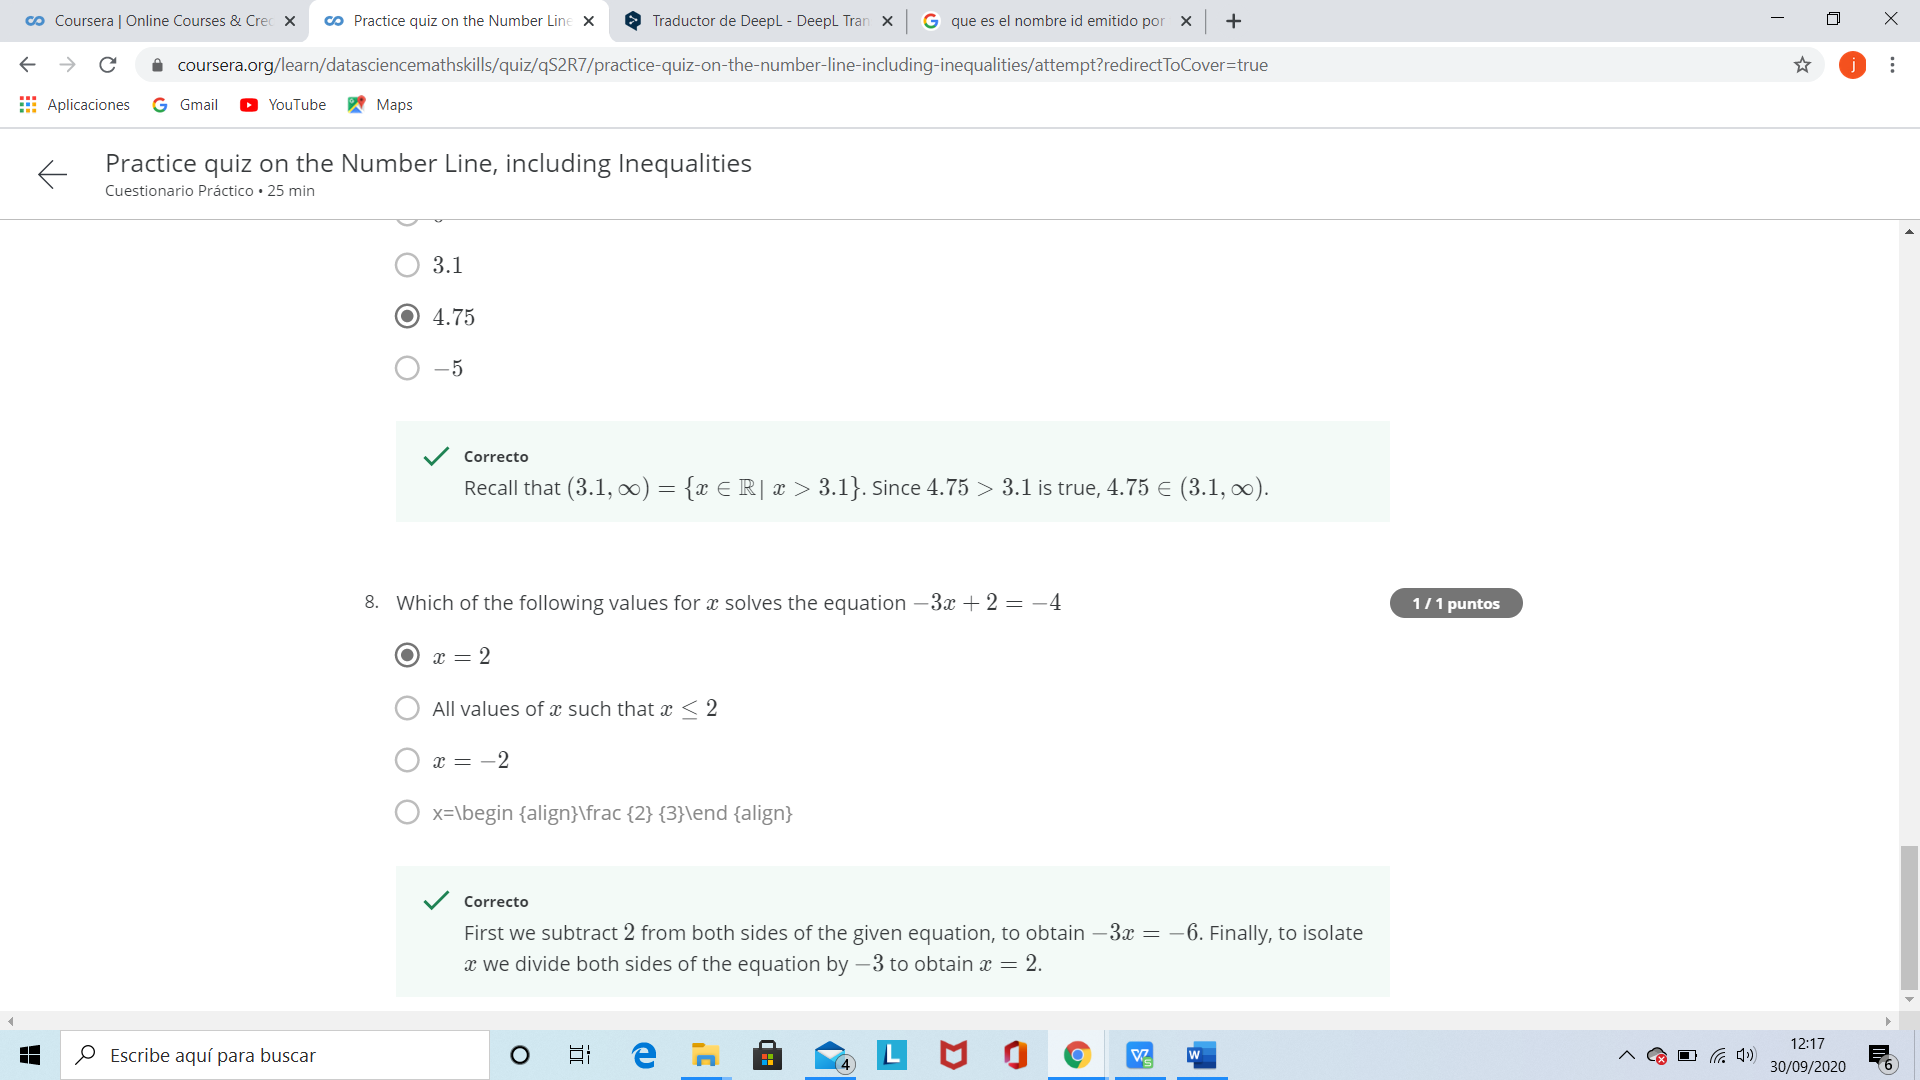 Coursera | Online Courses & Crec
Practice quiz on the Number Line
Traductor de DeepL - DeepL Tran
que es el nombre id emitido por
coursera.org/learn/datasciencemathskills/quiz/qS2R7/practice-quiz-on-the-number-line-including-inequalities/attempt?redirectToCover=true
j
Aplicaciones
Gmail
YouTube
Maps
Practice quiz on the Number Line, including Inequalities
Cuestionario Práctico • 25 min
3.1
4.75
−5
Correcto
Recall that (3.1, ∞) = {x ∈ ℝ| x > 3.1}. Since 4.75 > 3.1 is true, 4.75 ∈ (3.1, ∞).
8. Which of the following values for x solves the equation −3x + 2 = −4
1 / 1 puntos
x = 2
All values of x such that x ≤ 2
x = −2
x=\begin {align}\frac {2} {3}\end {align}
Correcto
First we subtract 2 from both sides of the given equation, to obtain −3x = −6. Finally, to isolate
x we divide both sides of the equation by −3 to obtain x = 2.
Escribe aquí para buscar
4
L
W
12:17
30/09/2020
6